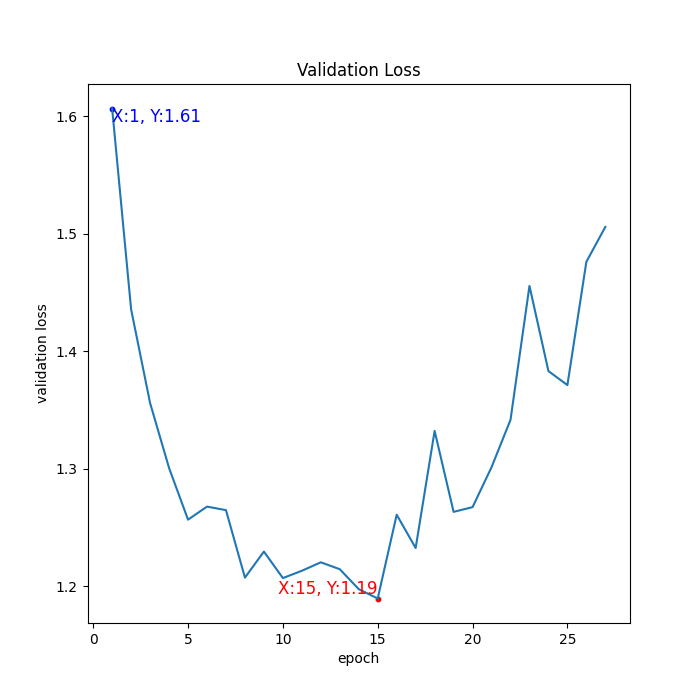 Validation Loss
X:1, Y:1.61
X:15, Y:1.19
validation loss
1.6
1.5
1.4
1.3
1.2
0
5
10
15
20
25
epoch